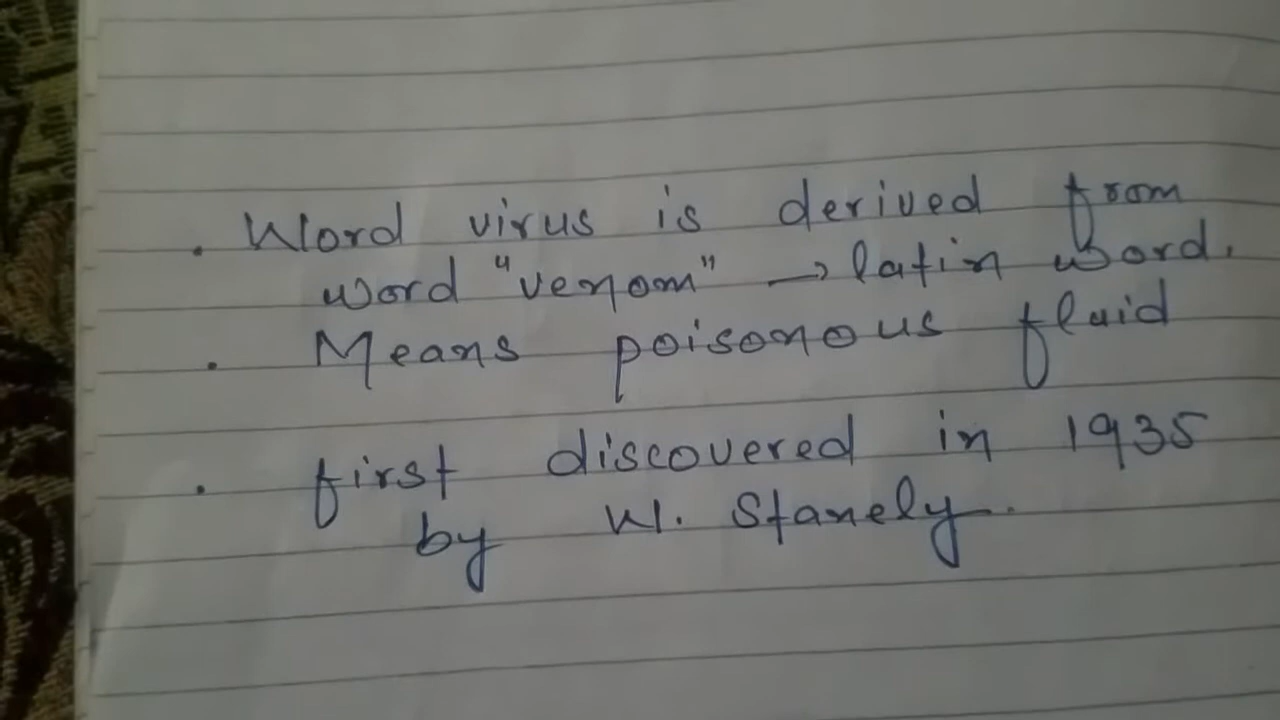 . Word virus is derived from
word "venom" → latin word.
. Means poisonous fluid
. first discovered in 1935
by W. Stanely.